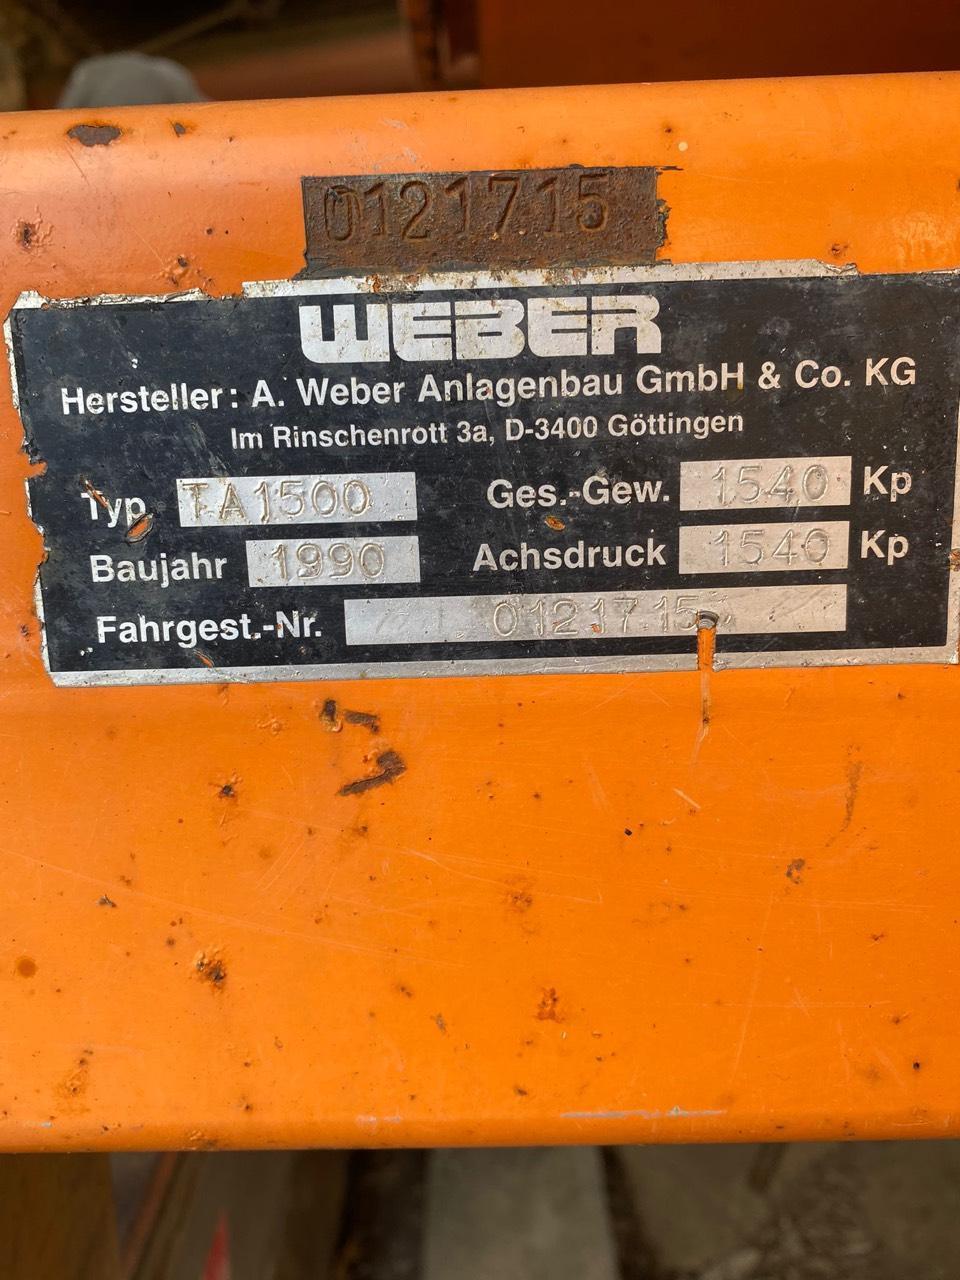 0121715
WEBER
Hersteller: A. Weber Anlagenbau GmbH & Co. KG
Im Rinschenrott 3a, D-3400 Göttingen
Typ TA1500 Ges.-Gew. 1540 Kp
Baujahr 1990 Achsdruck 1540 Kp
Fahrgest.-Nr. 0121715